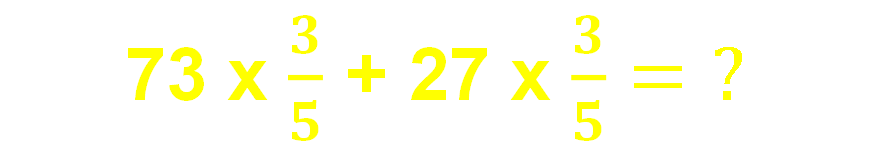 73 x 3/5 + 27 x 3/5 = ?